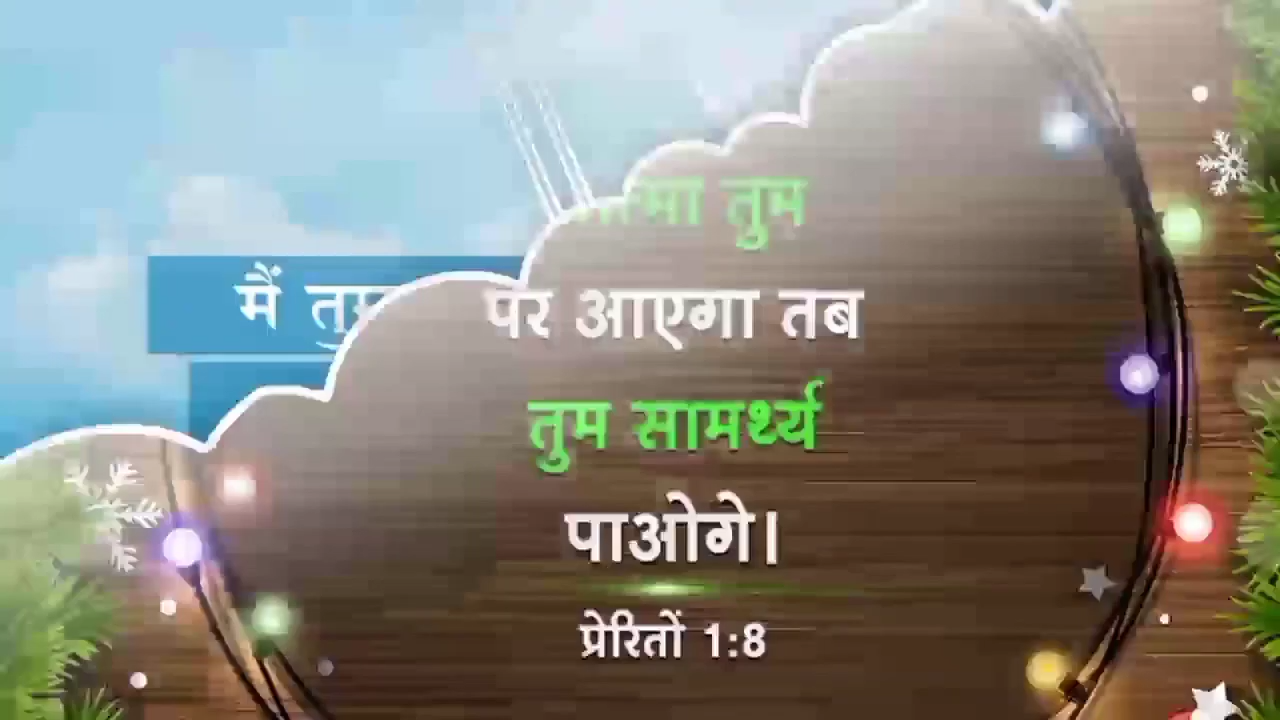 तुम
पर आएगा तब
तुम सामर्थ्य
पाओगे।
प्रेरितों 1:8
मैं